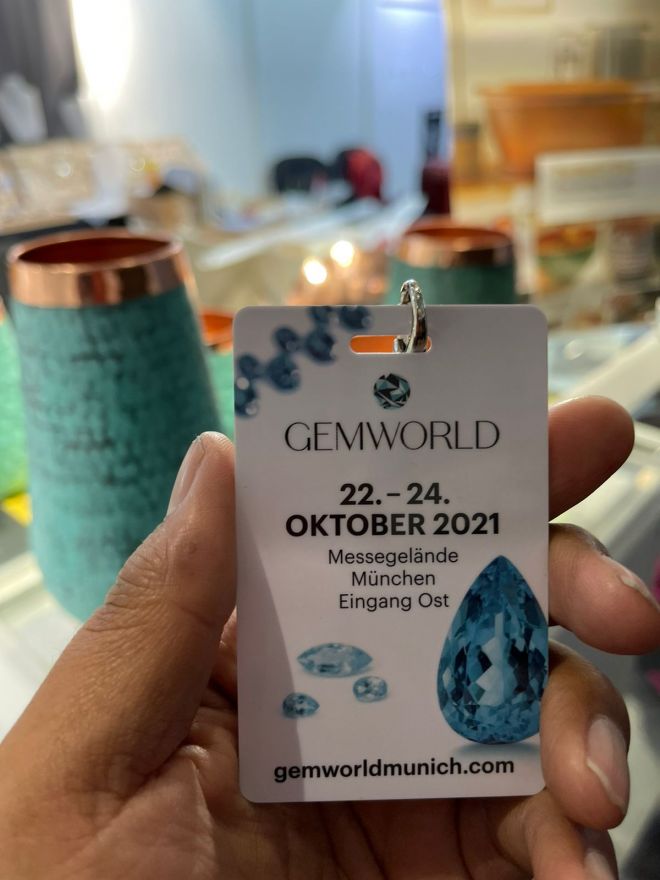 GEMWORLD
22. – 24.
OKTOBER 2021
Messegelände
München
Eingang Ost
gemworldmunich.com